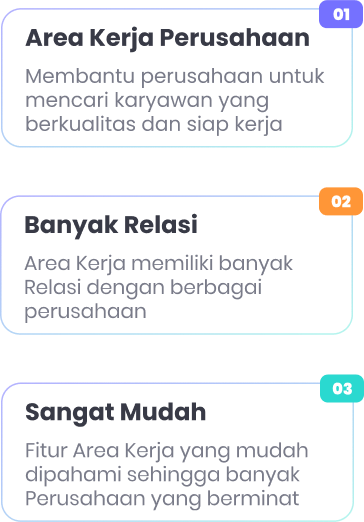 01
Area Kerja Perusahaan
Membantu perusahaan untuk
mencari karyawan yang
berkualitas dan siap kerja
02
Banyak Relasi
Area Kerja memiliki banyak
Relasi dengan berbagai
perusahaan
03
Sangat Mudah
Fitur Area Kerja yang mudah
dipahami sehingga banyak
Perusahaan yang berminat